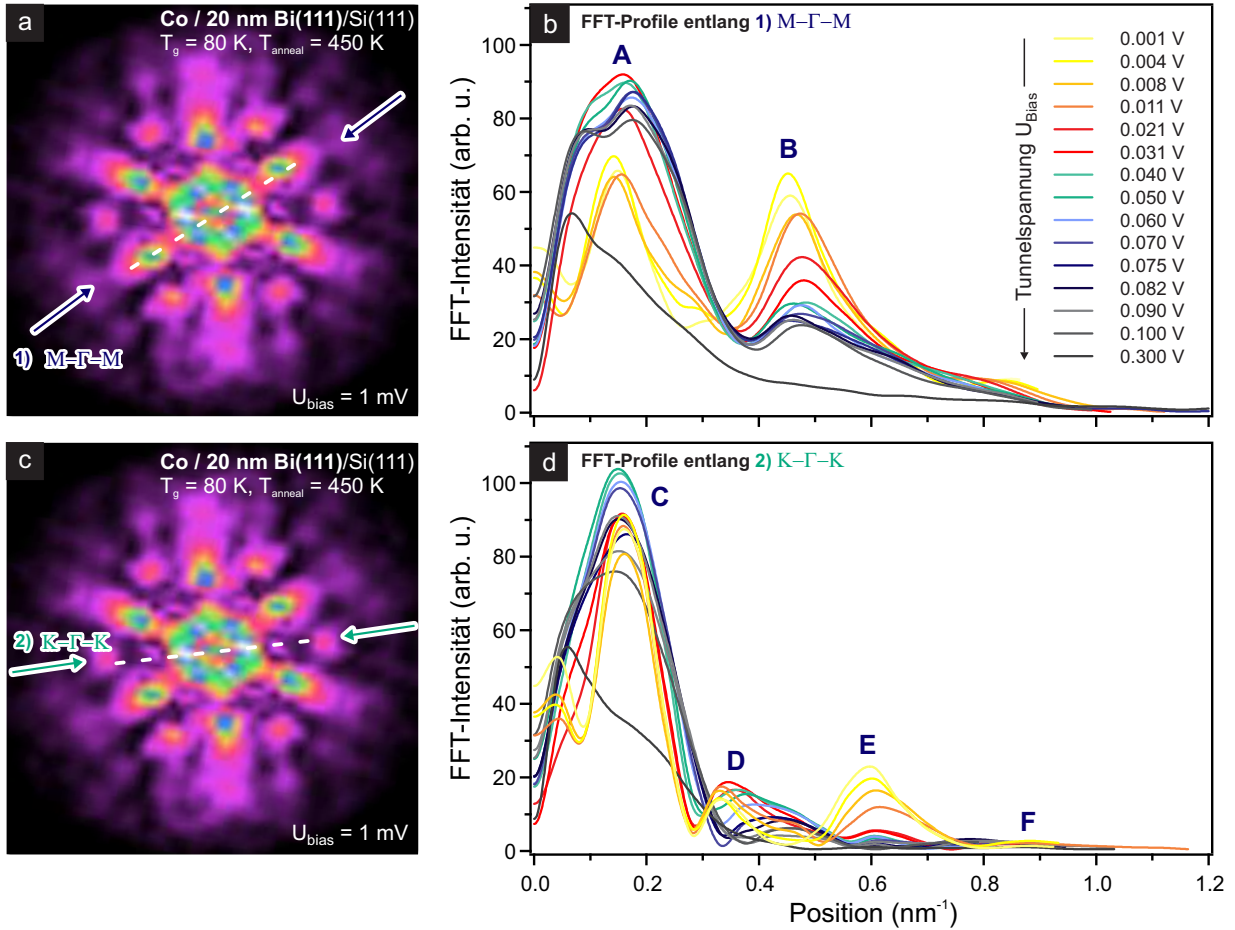 a
Co / 20 nm Bi(111)/Si(111)
T_g = 80 K, T_anneal = 450 K
1) M–Γ–M
U_bias = 1 mV
b
FFT-Profile entlang 1) M–Γ–M
FFT-Intensität (arb. u.)
100
80
60
40
20
0
A
B
Tunnelspannung U_Bias
0.001 V
0.004 V
0.008 V
0.011 V
0.021 V
0.031 V
0.040 V
0.050 V
0.060 V
0.070 V
0.075 V
0.082 V
0.090 V
0.100 V
0.300 V
c
Co / 20 nm Bi(111)/Si(111)
T_g = 80 K, T_anneal = 450 K
2) K–Γ–K
U_bias = 1 mV
d
FFT-Profile entlang 2) K–Γ–K
FFT-Intensität (arb. u.)
100
80
60
40
20
0
C
D
E
F
0.0 0.2 0.4 0.6 0.8 1.0 1.2
Position (nm⁻¹)